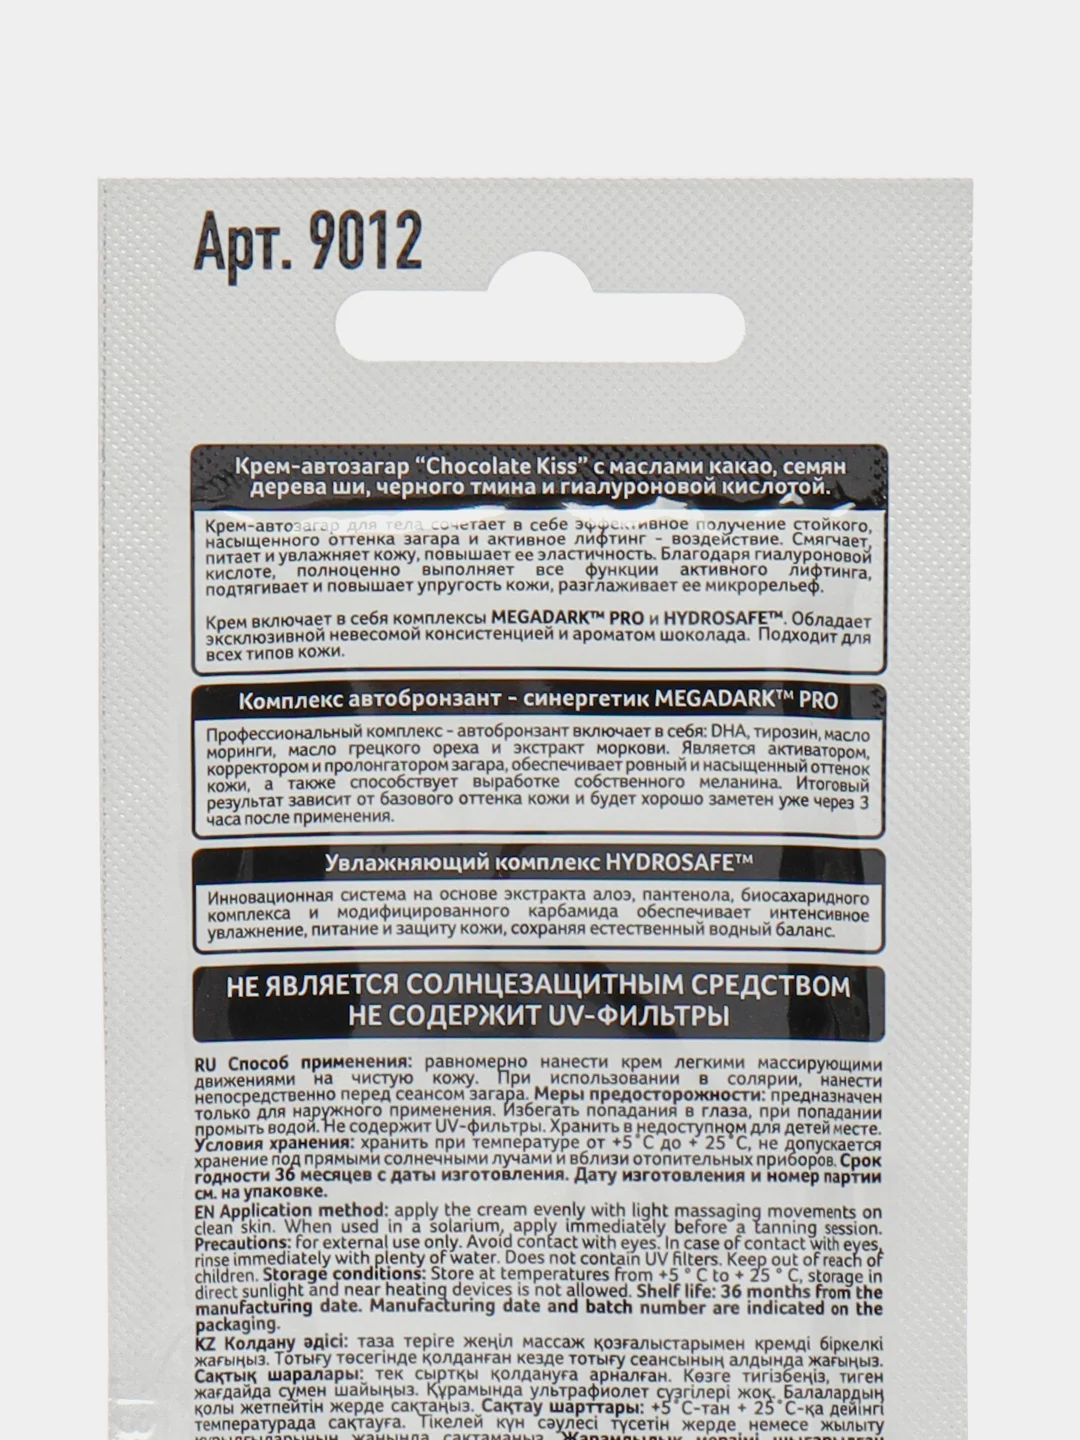 Арт. 9012
Крем-автозагар “Chocolate Kiss” с маслами какао, семян
дерева ши, черного тмина и гиалуроновой кислотой.
Крем-автозагар для тела сочетает в себе эффективное получение стойкого,
насыщенного оттенка загара и активное лифтинг – воздействие. Смягчает,
питает и увлажняет кожу, повышает ее эластичность. Благодаря гиалуроновой
кислоте, полноценно выполняет все функции активного лифтинга,
подтягивает и повышает упругость кожи, разглаживает ее микрорельеф.
Крем включает в себя комплексы MEGADARK™ PRO и HYDROSAFE™. Обладает
эксклюзивной невесомой консистенцией и ароматом шоколада. Подходит для
всех типов кожи.
Комплекс автобронзант – синергетик MEGADARK™ PRO
Профессиональный комплекс – автобронзант включает в себя: DHA, тирозин, масло
моринги, масло грецкого ореха и экстракт моркови. Является активатором,
корректором и пролонгатором загара, обеспечивает ровный и насыщенный оттенок
кожи, а также способствует выработке собственного меланина. Итоговый
результат зависит от базового оттенка кожи и будет хорошо заметен уже через 3
часа после применения.
Увлажняющий комплекс HYDROSAFE™
Инновационная система на основе экстракта алоэ, пантенола, биосахаридного
комплекса и модифицированного карбамида обеспечивает интенсивное
увлажнение, питание и защиту кожи, сохраняя естественный водный баланс.
НЕ ЯВЛЯЕТСЯ СОЛНЦЕЗАЩИТНЫМ СРЕДСТВОМ
НЕ СОДЕРЖИТ UV-ФИЛЬТРЫ
RU Способ применения: равномерно нанести крем легкими массирующими
движениями на чистую кожу. При использовании в солярии, нанести
непосредственно перед сеансом загара. Меры предосторожности: предназначен
только для наружного применения. Избегать попадания в глаза, при попадании
промыть водой. Не содержит UV-фильтры. Хранить в недоступном для детей месте.
Условия хранения: хранить при температуре от +5˚C до + 25˚C, не допускается
хранение под прямыми солнечными лучами и вблизи отопительных приборов. Срок
годности 36 месяцев с даты изготовления. Дату изготовления и номер партии
см. на упаковке.
EN Application method: apply the cream evenly with light massaging movements on
clean skin. When used in a solarium, apply immediately before a tanning session.
Precautions: for external use only. Avoid contact with eyes. In case of contact with eyes,
rinse immediately with plenty of water. Does not contain UV filters. Keep out of reach of
children. Storage conditions: Store at temperatures from +5 ° C to + 25 ° C, storage in
direct sunlight and near heating devices is not allowed. Shelf life: 36 months from the
manufacturing date. Manufacturing date and batch number are indicated on the
packaging.
KZ Колдану әдісі: таза теріге жеңіл массаж қозғалыстарымен кремді біркелкі
жағыңыз. Тотығу төсегінде қолданған кезде тотығу сеансының алдында жағыңыз.
Сақтық шаралары: тек сыртқы қолдануға арналған. Көзге тигізбеңіз, тиген
жағдайда сумен шайыңыз. Құрамында ультрафиолет сүзгілері жоқ. Балалардың
қолы жетпейтін жерде сақтаңыз. Сақтау шарттары: +5˚C-тан + 25˚C-қа дейінгі
температурада сақтауға. Тікелей күн сәулесі түсетін жерде немесе жылыту
құрылғыларының жанында сақтамаңыз. Жарамдылық мерзімі шығарылған